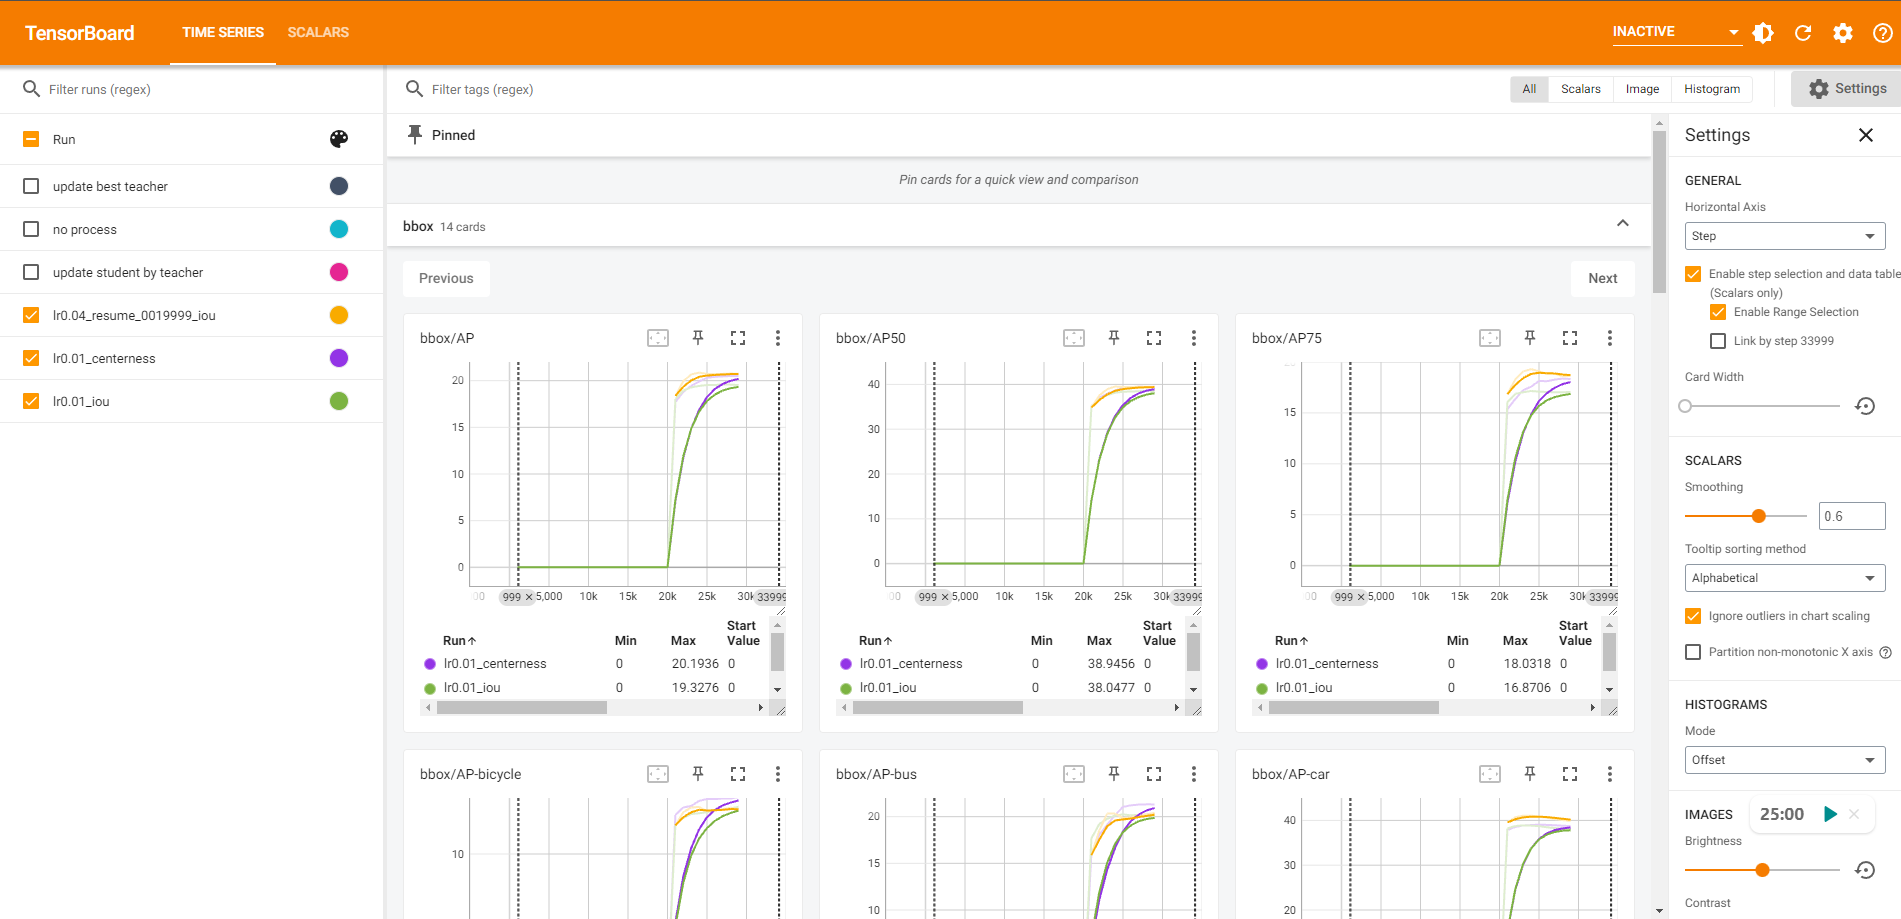 TensorBoard
TIME SERIES
SCALARS
INACTIVE
Filter runs (regex)
Run
update best teacher
no process
update student by teacher
lr0.04_resume_0019999_iou
lr0.01_centerness
lr0.01_iou
Filter tags (regex)
All
Scalars
Image
Histogram
Settings
Pinned
Pin cards for a quick view and comparison
bbox 14 cards
Previous
Next
bbox/AP
20
15
10
5
0
00 999 × 5,000 10k 15k 20k 25k 30k 33999
Run↑ Min Max Start Value
lr0.01_centerness 0 20.1936 0
lr0.01_iou 0 19.3276 0
bbox/AP50
40
30
20
10
0
00 999 × 5,000 10k 15k 20k 25k 30k 33999
Run↑ Min Max Start Value
lr0.01_centerness 0 38.9456 0
lr0.01_iou 0 38.0477 0
bbox/AP75
15
10
5
0
00 999 × 5,000 10k 15k 20k 25k 30k 33999
Run↑ Min Max Start Value
lr0.01_centerness 0 18.0318 0
lr0.01_iou 0 16.8706 0
bbox/AP-bicycle
10
bbox/AP-bus
20
15
10
bbox/AP-car
40
30
20
Settings
GENERAL
Horizontal Axis
Step
Enable step selection and data table
(Scalars only)
Enable Range Selection
Link by step 33999
Card Width
SCALARS
Smoothing
0.6
Tooltip sorting method
Alphabetical
Ignore outliers in chart scaling
Partition non-monotonic X axis
HISTOGRAMS
Mode
Offset
IMAGES
25:00
Brightness
Contrast